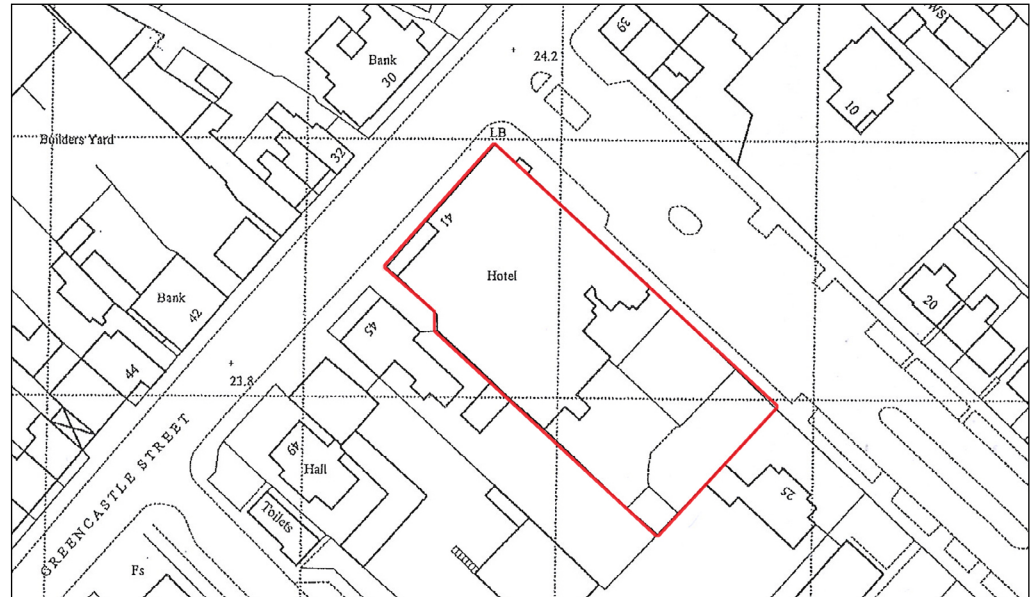 39
WS
Bank
30
24.2
10
Builders Yard
LB
32
41
Hotel
Bank
42
20
45
44
23.8
GREENCASTLE STREET
49
Hall
25
Toilets
Fs